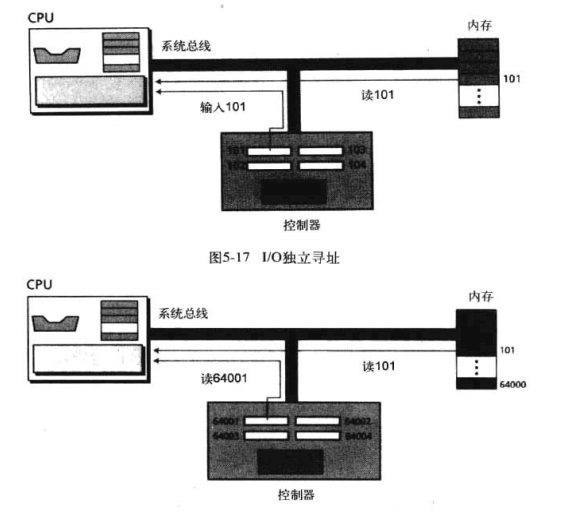 CPU
内存
系统总线
101
读101
输入101
101
103
102
104
控制器
图5-17 I/O独立寻址
CPU
内存
系统总线
101
读101
读64001
64000
64001
64002
64003
64004
控制器